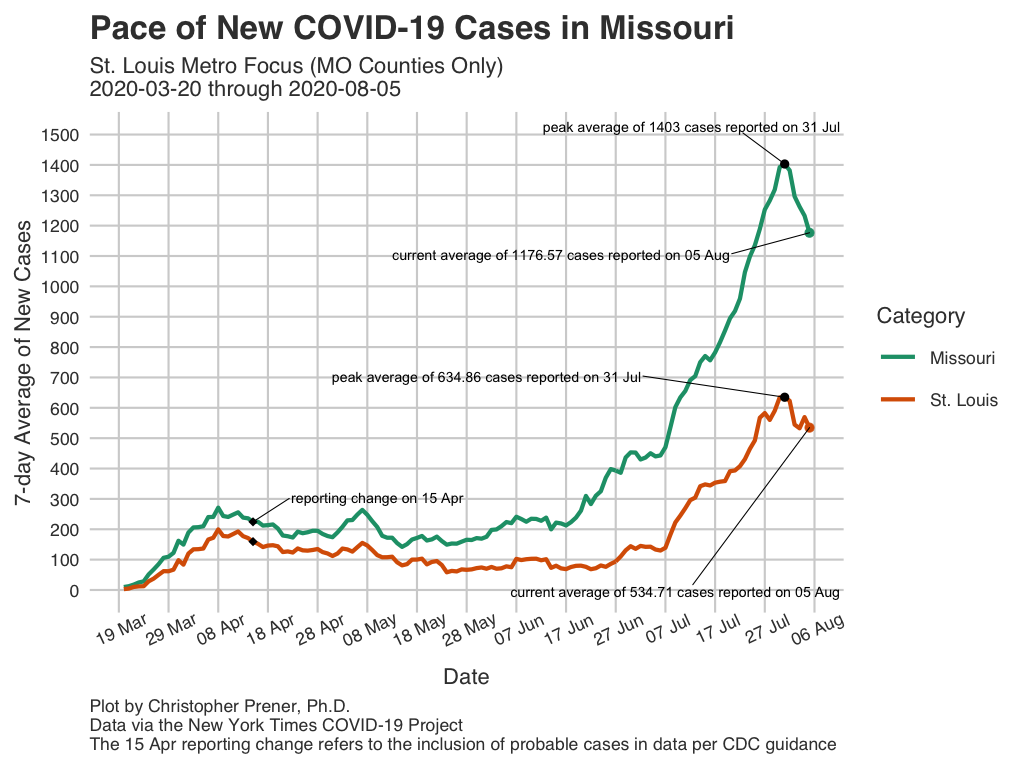 Pace of New COVID-19 Cases in Missouri
St. Louis Metro Focus (MO Counties Only)
2020-03-20 through 2020-08-05
7-day Average of New Cases
1500
1400
1300
1200
1100
1000
900
800
700
600
500
400
300
200
100
0
peak average of 1403 cases reported on 31 Jul
current average of 1176.57 cases reported on 05 Aug
peak average of 634.86 cases reported on 31 Jul
reporting change on 15 Apr
current average of 534.71 cases reported on 05 Aug
Category
Missouri
St. Louis
19 Mar
29 Mar
08 Apr
18 Apr
28 Apr
08 May
18 May
28 May
07 Jun
17 Jun
27 Jun
07 Jul
17 Jul
27 Jul
06 Aug
Date
Plot by Christopher Prener, Ph.D.
Data via the New York Times COVID-19 Project
The 15 Apr reporting change refers to the inclusion of probable cases in data per CDC guidance